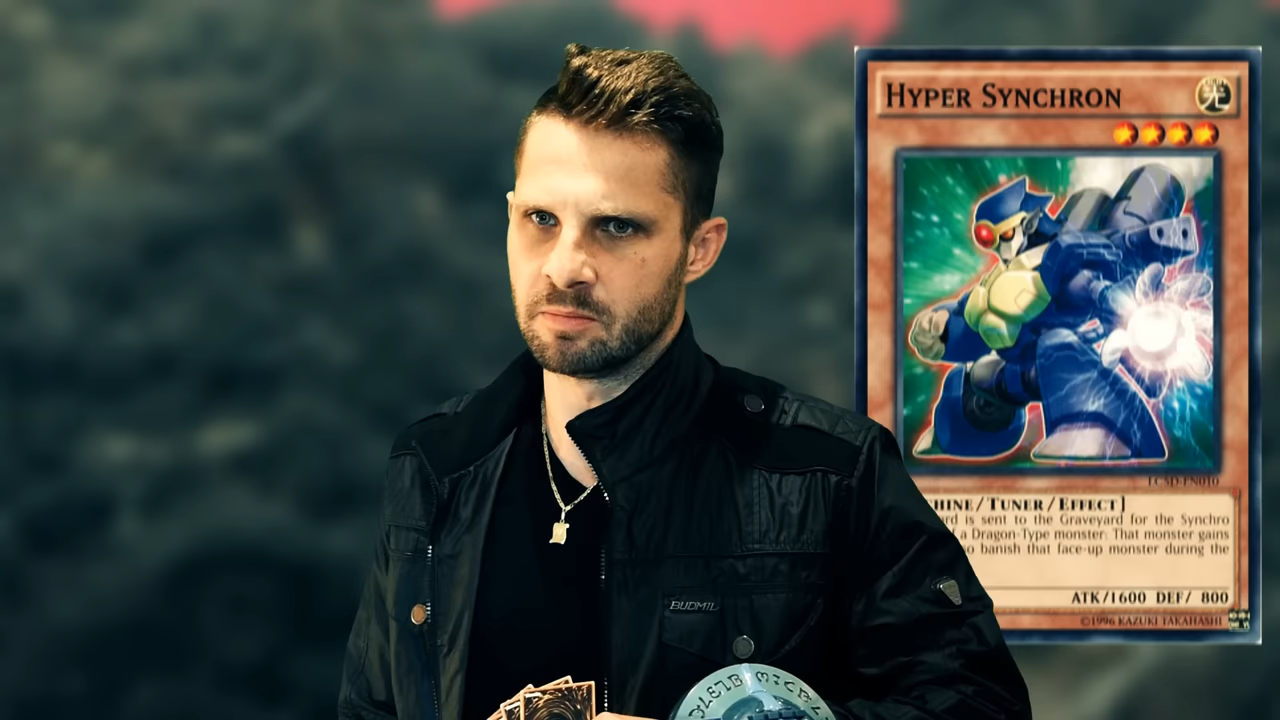 HYPER SYNCHRON
LCSD-EN010
HINE/TUNER/EFFECT]
rd is sent to the Graveyard for the Synchro
f a Dragon-Type monster: That monster gains
o banish that face-up monster during the
ATK/1600 DEF/ 800
©1996 KAZUKI TAKAHASHI
BUDMIL